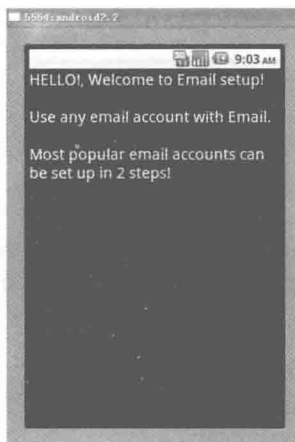 5554:android2.2
9:03 AM
HELLO!, Welcome to Email setup!
Use any email account with Email.
Most popular email accounts can
be set up in 2 steps!